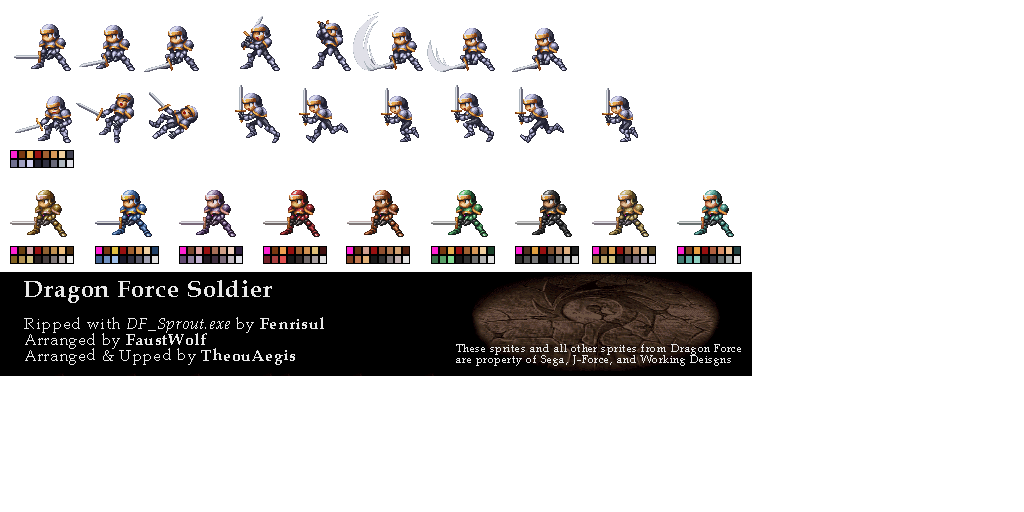 Dragon Force Soldier
Ripped with DF_Sprout.exe by Fenrisul
Arranged by FaustWolf
Arranged & Upped by TheouAegis
These sprites and all other sprites from Dragon Force
are property of Sega, J-Force, and Working Deisgns